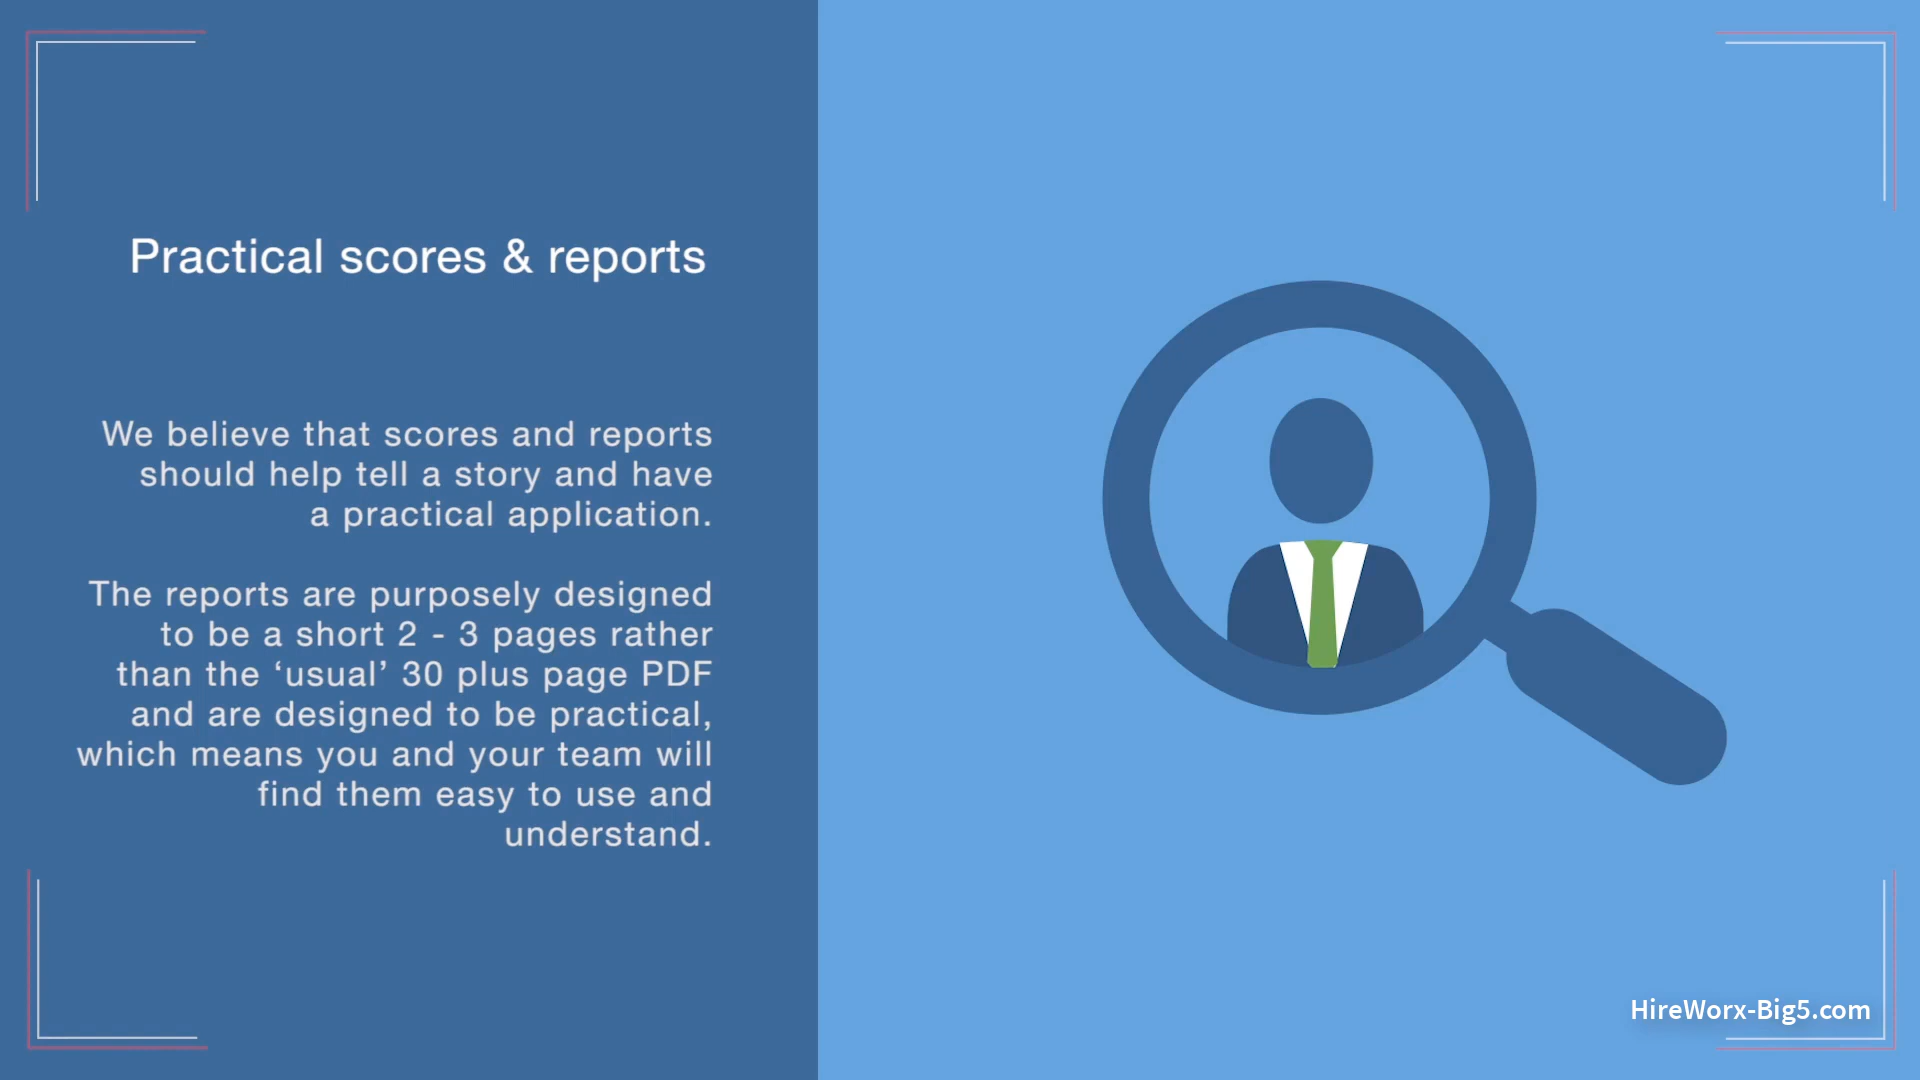 Practical scores & reports
We believe that scores and reports
should help tell a story and have
a practical application.
The reports are purposely designed
to be a short 2 - 3 pages rather
than the ‘usual’ 30 plus page PDF
and are designed to be practical,
which means you and your team will
find them easy to use and
understand.
HireWorx-Big5.com